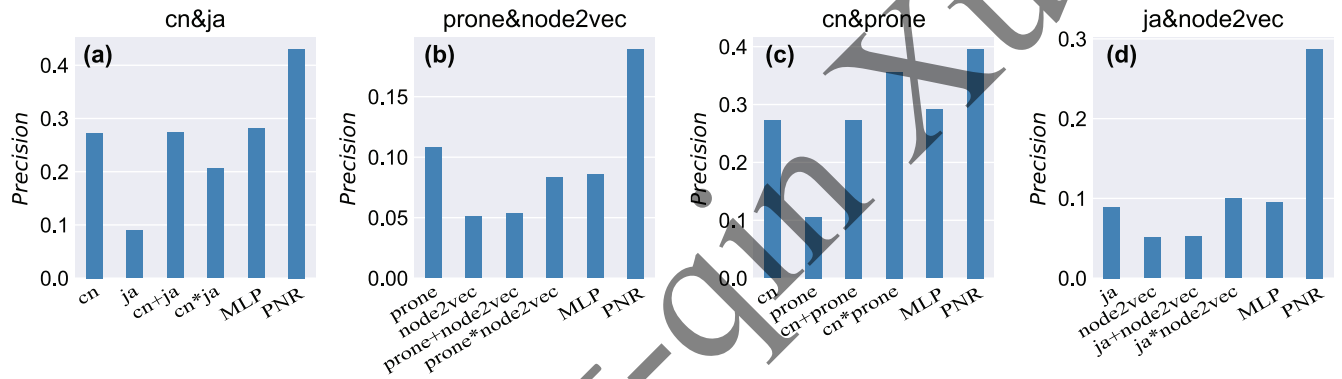 cn&ja
(a)
Precision
0.4
0.3
0.2
0.1
0.0
cn
ja
cn+ja
cn*ja
MLP
PNR
prone&node2vec
(b)
Precision
0.15
0.10
0.05
0.00
prone
node2vec
prone+node2vec
prone*node2vec
MLP
PNR
cn&prone
(c)
Precision
0.4
0.3
0.2
0.1
0.0
cn
prone
cn+prone
cn*prone
MLP
PNR
ja&node2vec
(d)
Precision
0.3
0.2
0.1
0.0
ja
node2vec
ja+node2vec
ja*node2vec
MLP
PNR
-qin Xu